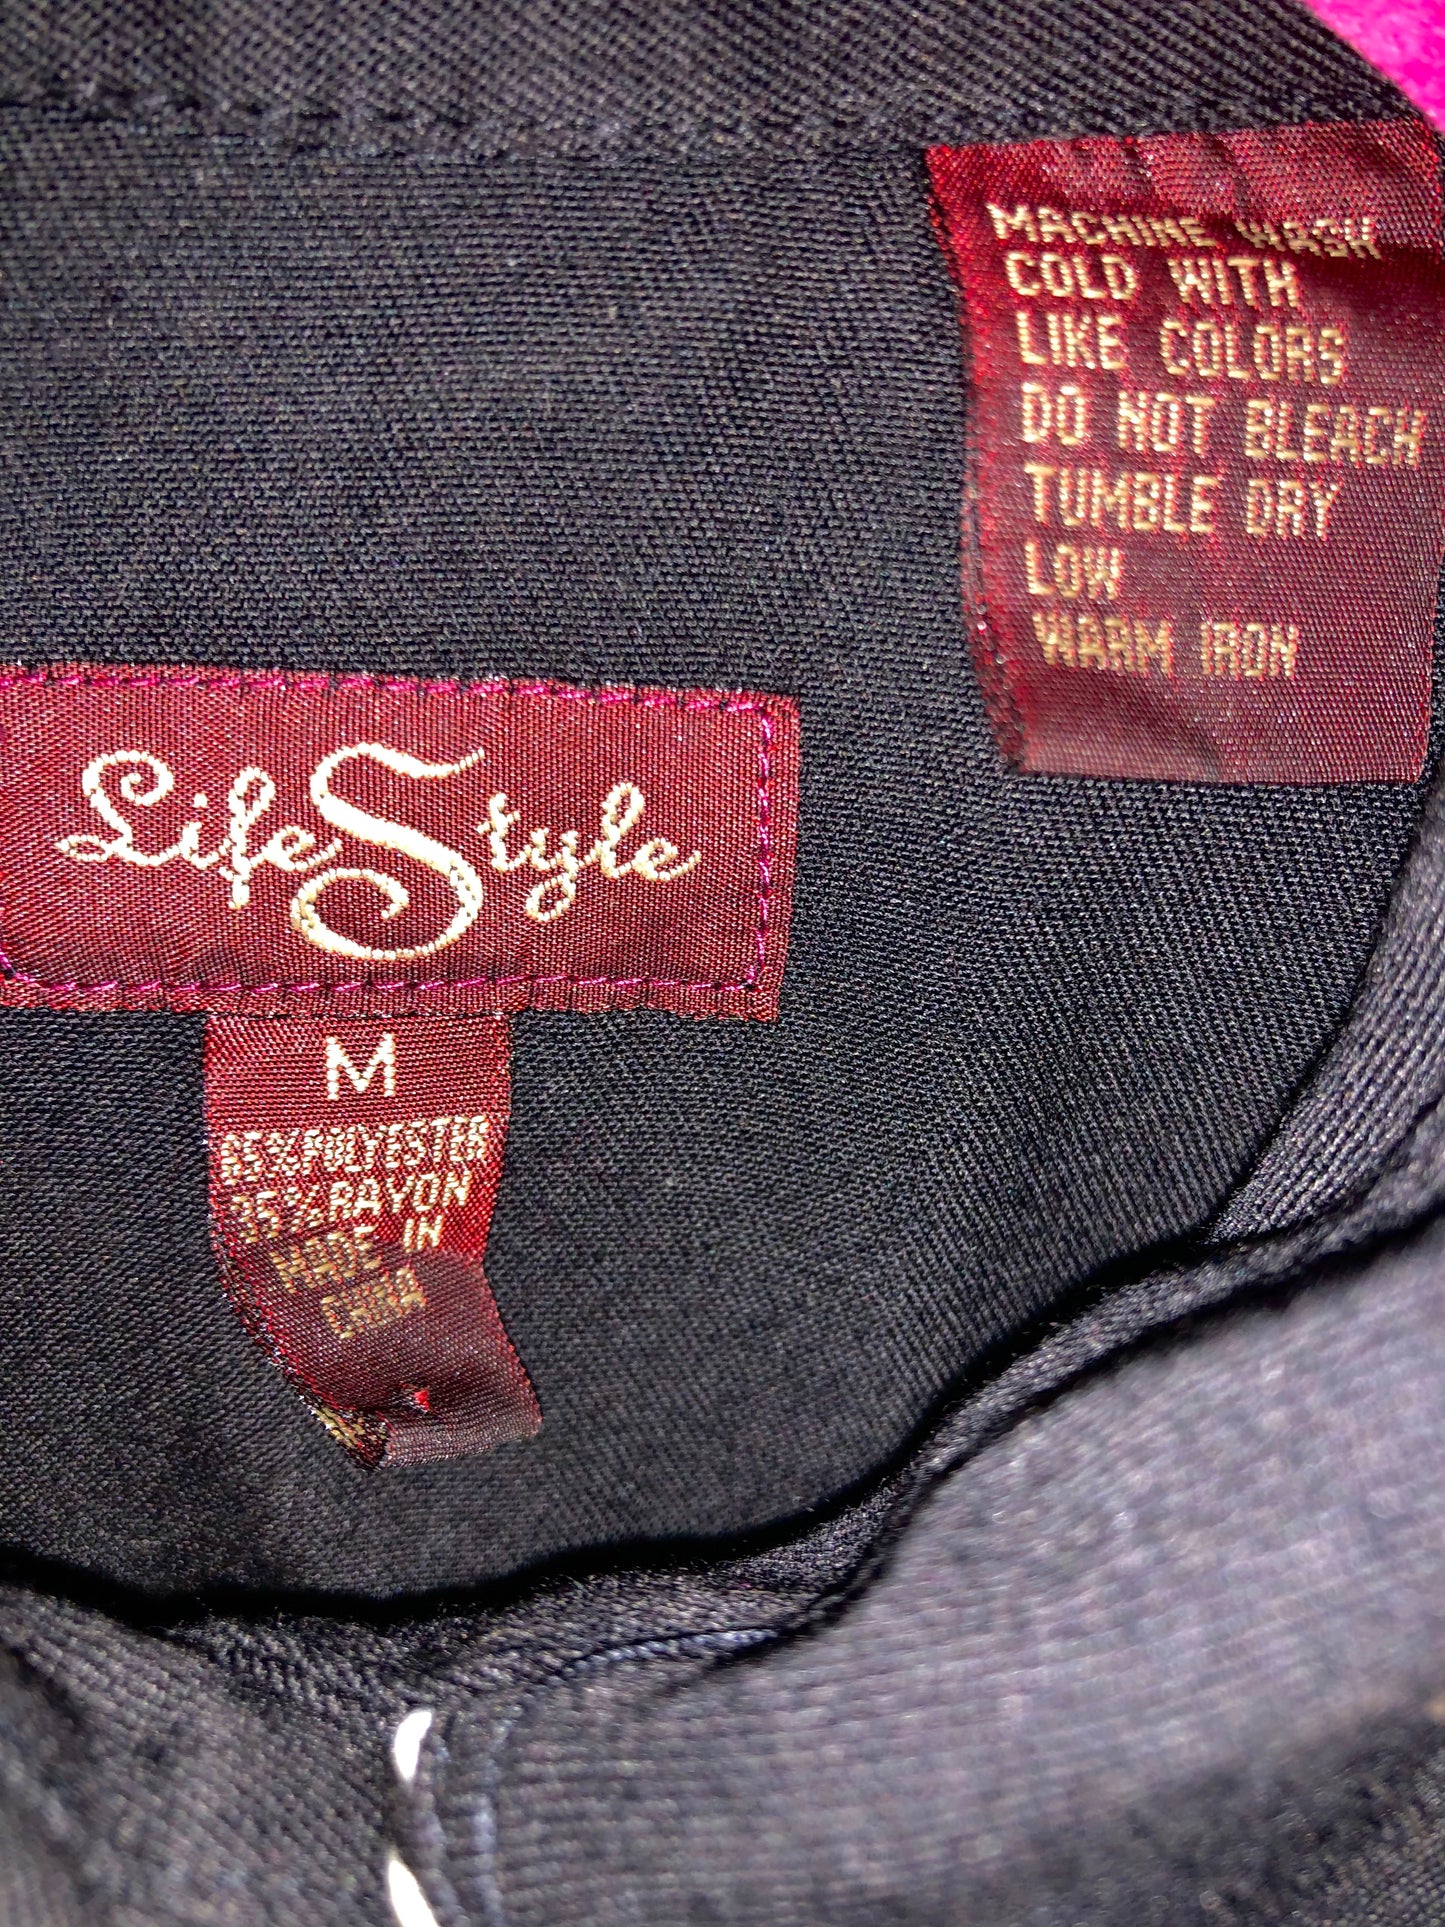 MACHINE WASH
COLD WITH
LIKE COLORS
DO NOT BLEACH
TUMBLE DRY
LOW
WARM IRON
LifeStyle
M
65%POLYESTER
35%RAYON
MADE IN
CHINA